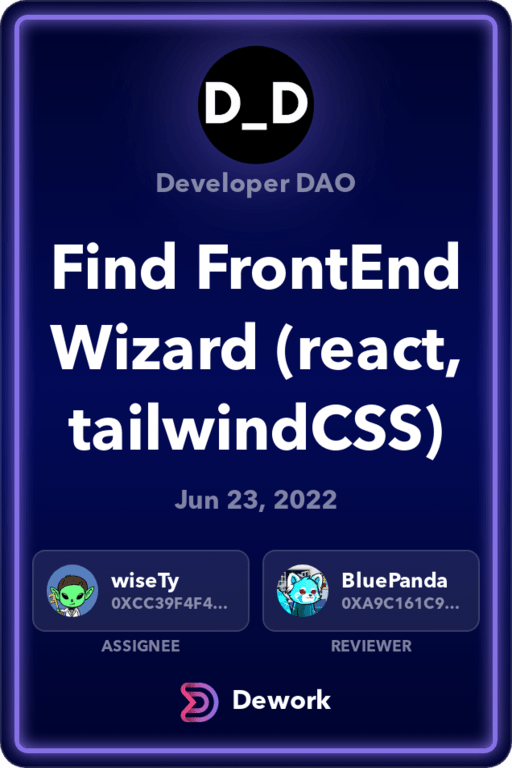 D_D
Developer DAO
Find FrontEnd
Wizard (react,
tailwindCSS)
Jun 23, 2022
wiseTy
0XCC39F4F4...
BluePanda
0XA9C161C9...
ASSIGNEE
REVIEWER
Dework